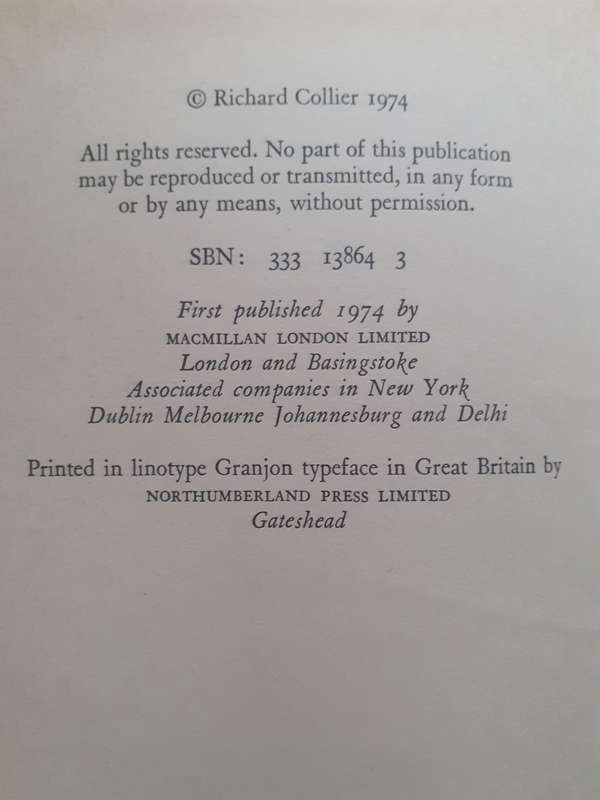 © Richard Collier 1974
All rights reserved. No part of this publication
may be reproduced or transmitted, in any form
or by any means, without permission.
SBN: 333 13864 3
First published 1974 by
MACMILLAN LONDON LIMITED
London and Basingstoke
Associated companies in New York
Dublin Melbourne Johannesburg and Delhi
Printed in linotype Granjon typeface in Great Britain by
NORTHUMBERLAND PRESS LIMITED
Gateshead